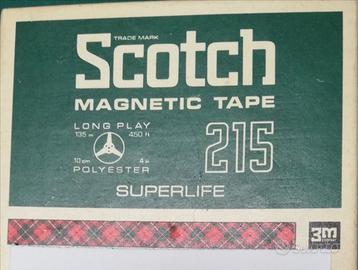 TRADE MARK
Scotch
MAGNETIC TAPE
LONG PLAY
135 m 450 ft
10 cm 4 in
POLYESTER
215
SUPERLIFE
3M